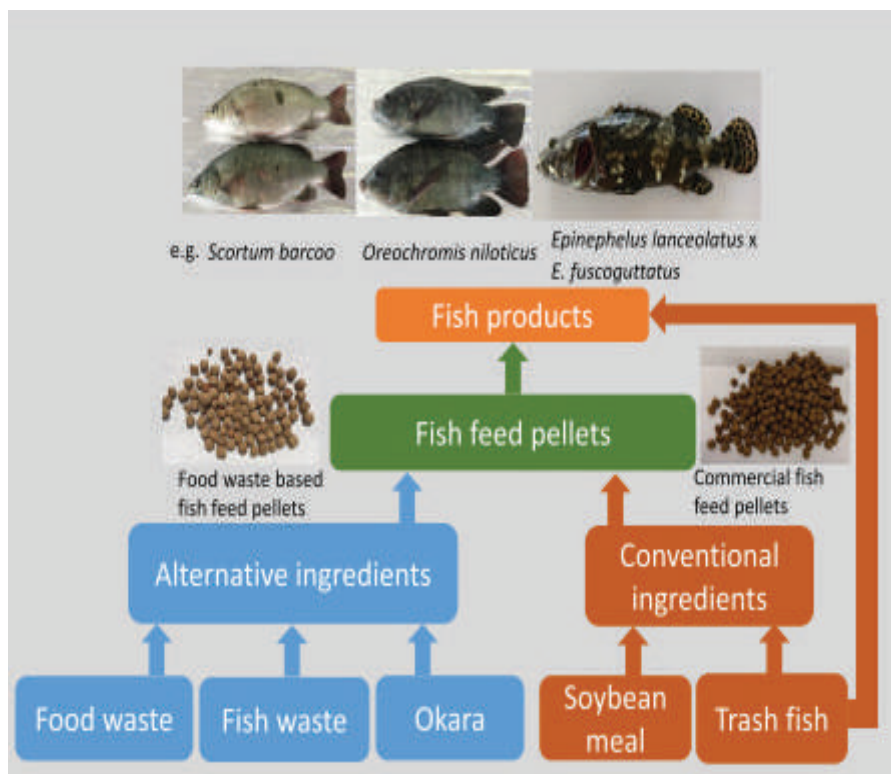 e.g. Scortum barcoo
Oreochromis niloticus
Epinephelus lanceolatus x
E. fuscoguttatus
Fish products
Fish feed pellets
Food waste based
fish feed pellets
Commercial fish
feed pellets
Alternative ingredients
Conventional
ingredients
Food waste
Fish waste
Okara
Soybean
meal
Trash fish